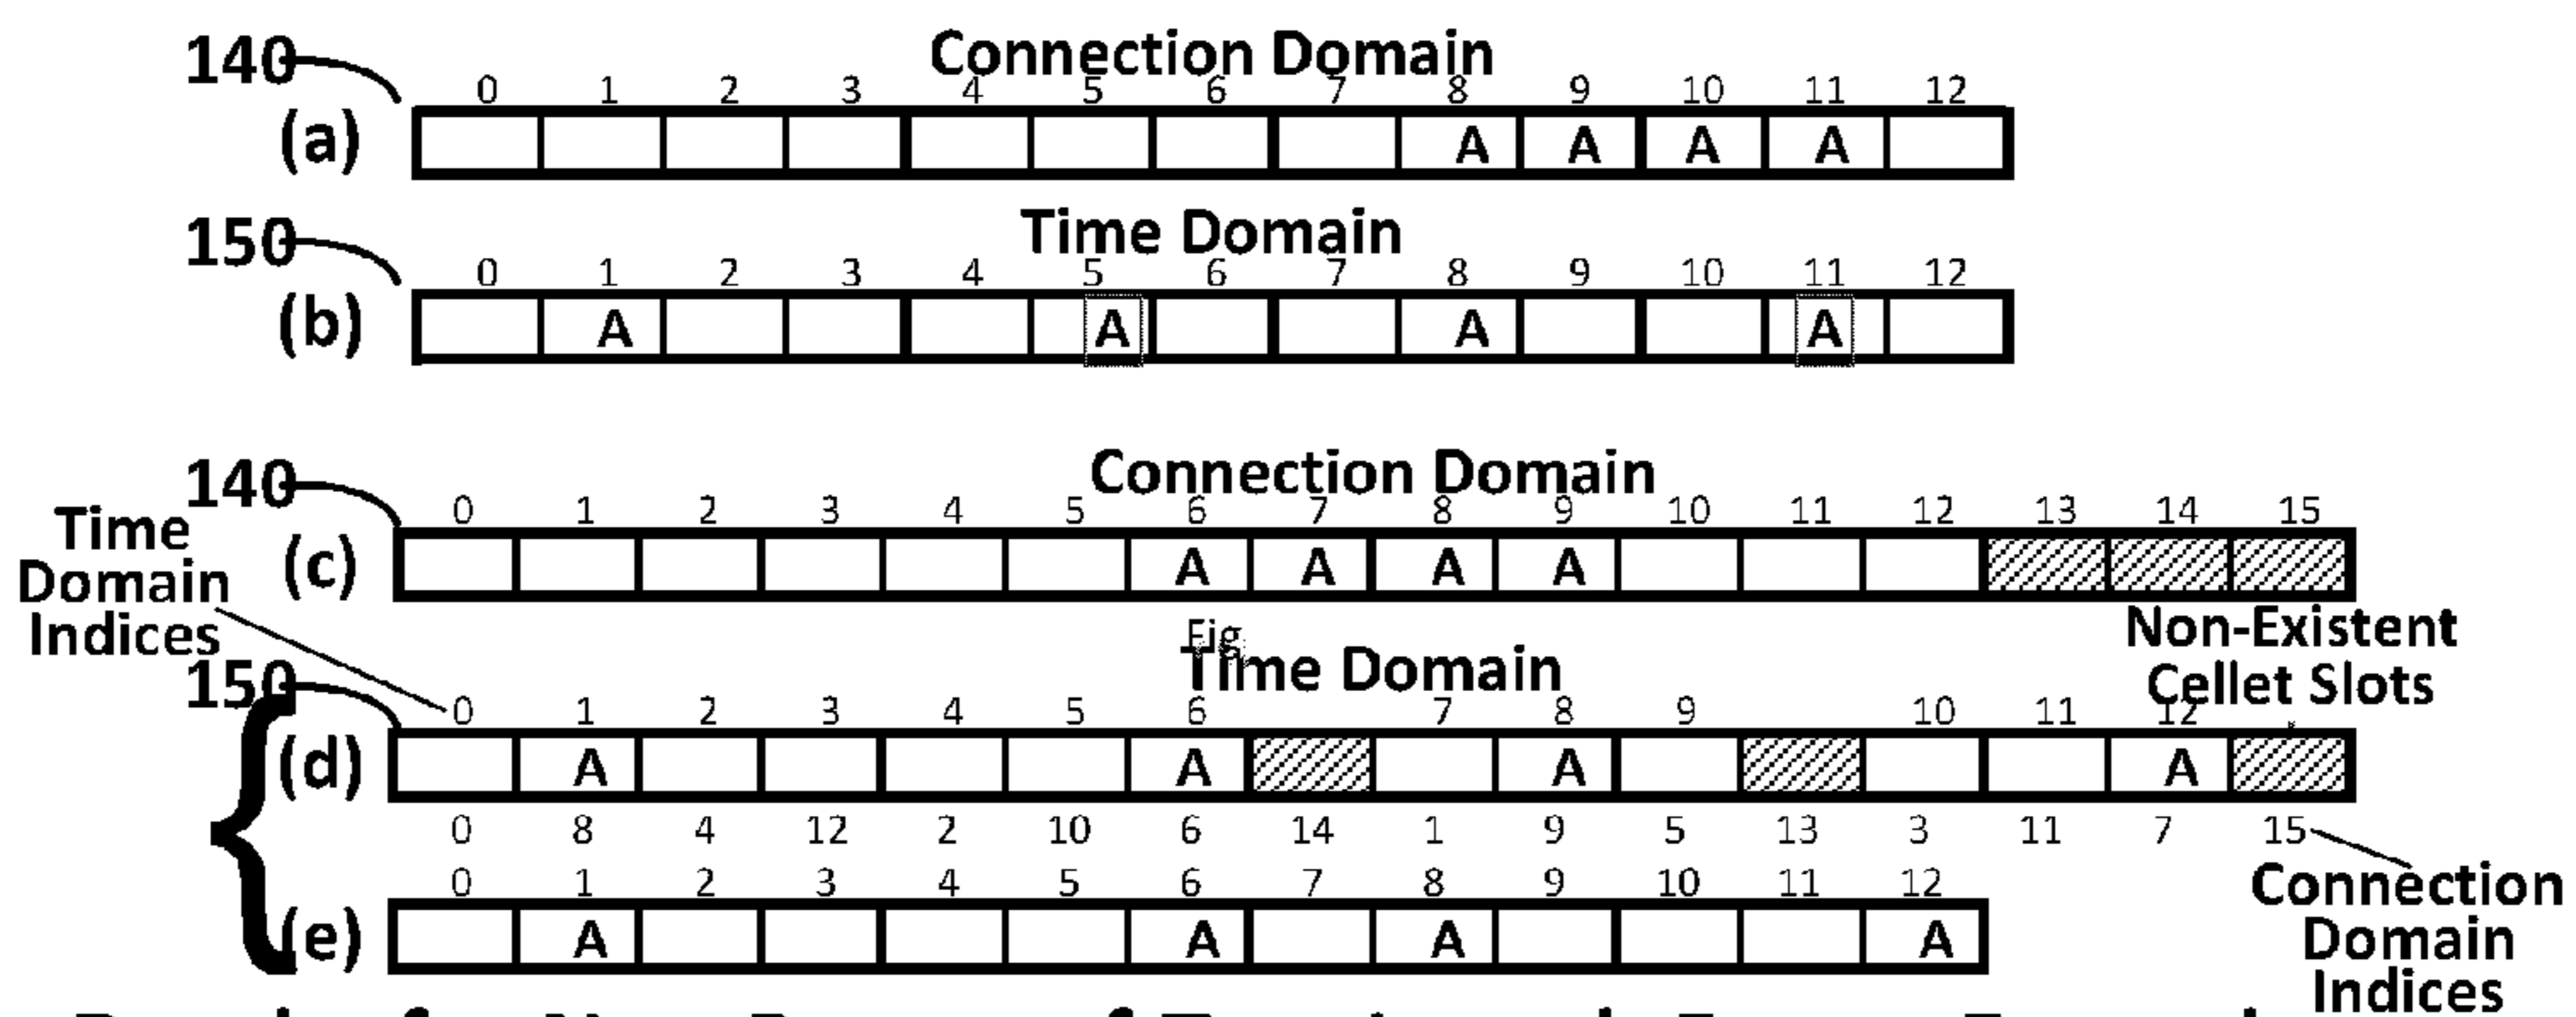 140
Connection Domain
0 1 2 3 4 5 6 7 8 9 10 11 12
(a) A A A A
150
Time Domain
0 1 2 3 4 5 6 7 8 9 10 11 12
(b) A A A A
140
Connection Domain
0 1 2 3 4 5 6 7 8 9 10 11 12 13 14 15
Time
Domain
Indices
(c) A A A A
Fig
Time Domain
Non-Existent
Cellet Slots
150
0 1 2 3 4 5 6 7 8 9 10 11 12
(d) A A A A
0 8 4 12 2 10 6 14 1 9 5 13 3 11 7 15
0 1 2 3 4 5 6 7 8 9 10 11 12
(e) A A A A
Connection
Domain
Indices